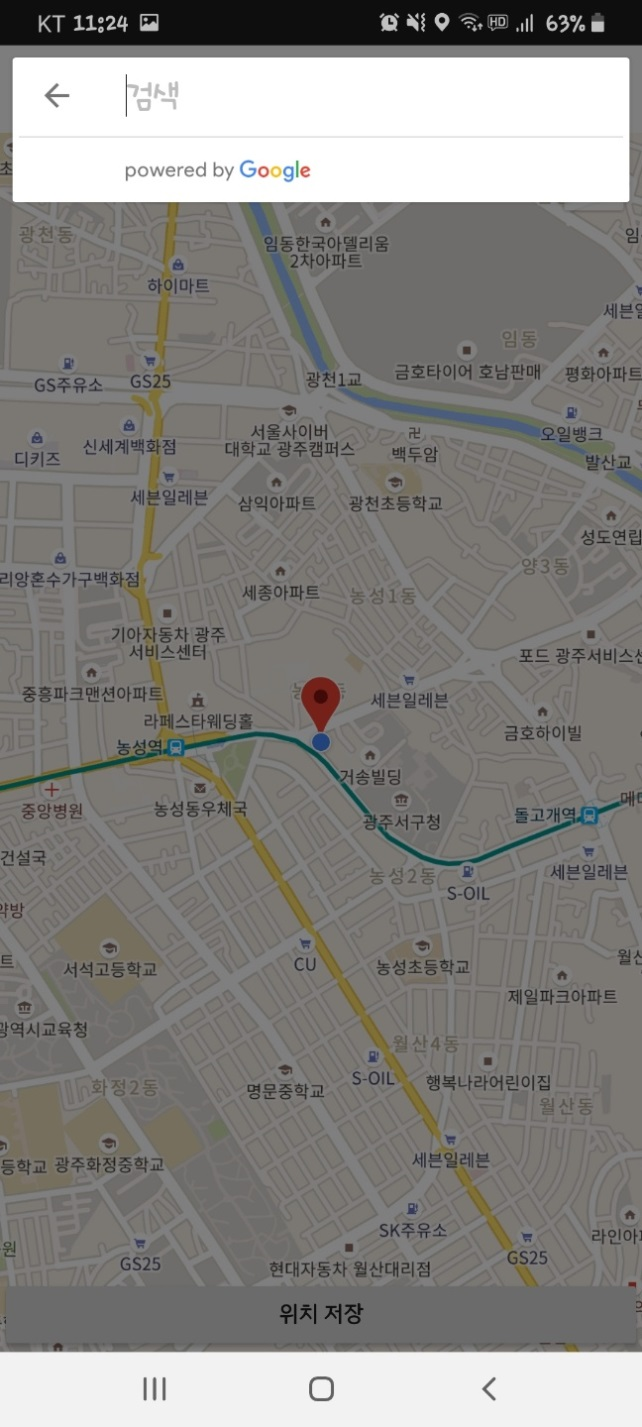 KT 11:24
HD 63%
검색
powered by Google
광천동
임동한국아델리움
2차아파트
하이마트
임동
GS주유소
GS25
광천1교
금호타이어 호남판매
평화아파트
디키즈
신세계백화점
서울사이버
대학교 광주캠퍼스
백두암
오일뱅크
발산교
세븐일레븐
삼익아파트
광천초등학교
성도연립
리앙혼수가구백화점
세종아파트
농성1동
양3동
기아자동차 광주
서비스센터
포드 광주서비스센
중흥파크맨션아파트
라페스타웨딩홀
세븐일레븐
금호하이빌
농성역
거송빌딩
중앙병원
농성동우체국
광주서구청
돌고개역
건설국
농성2동
S-OIL
세븐일레븐
약방
서석고등학교
CU
농성초등학교
월산
제일파크아파트
광역시교육청
월산4동
화정2동
명문중학교
S-OIL
행복나라어린이집
월산동
등학교
광주화정중학교
세븐일레븐
SK주유소
라인아
원
GS25
현대자동차 월산대리점
GS25
위치 저장